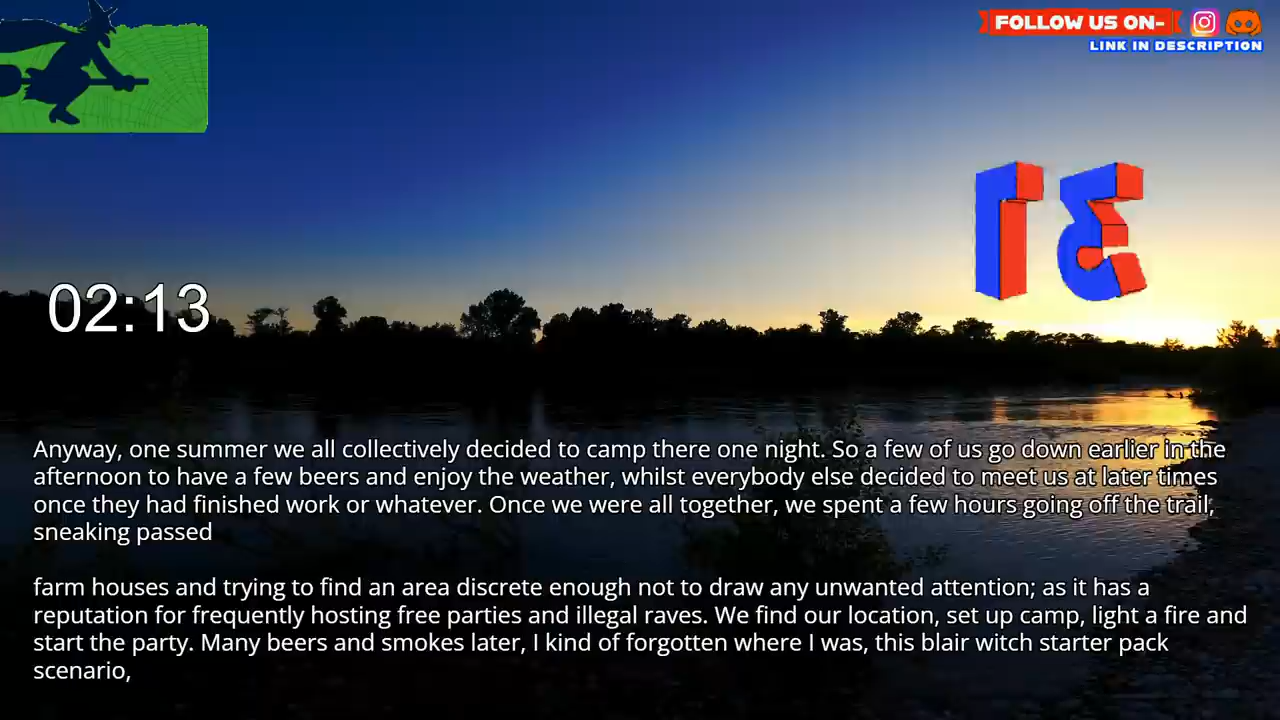 FOLLOW US ON-
LINK IN DESCRIPTION
02:13
Anyway, one summer we all collectively decided to camp there one night. So a few of us go down earlier in the
afternoon to have a few beers and enjoy the weather, whilst everybody else decided to meet us at later times
once they had finished work or whatever. Once we were all together, we spent a few hours going off the trail,
sneaking passed
farm houses and trying to find an area discrete enough not to draw any unwanted attention; as it has a
reputation for frequently hosting free parties and illegal raves. We find our location, set up camp, light a fire and
start the party. Many beers and smokes later, I kind of forgotten where I was, this blair witch starter pack
scenario,